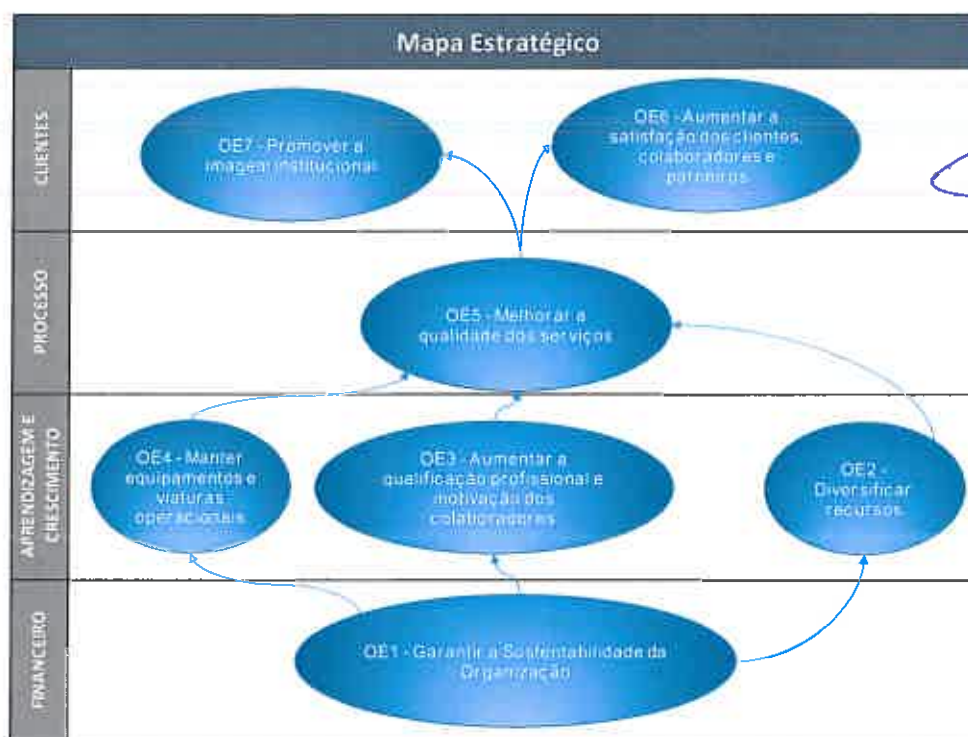 Mapa Estratégico
CLIENTES
OE7 - Promover a
imagem institucional
OE6 - Aumentar a
satisfação dos clientes,
colaboradores e
parceiros
PROCESSO
OE5 - Melhorar a
qualidade dos serviços
APRENDIZAGEM E
CRESCIMENTO
OE4 - Manter
equipamentos e
viaturas
operacionais
OE3 - Aumentar a
qualificação profissional e
motivação dos
colaboradores
OE2 -
Diversificar
recursos
FINANCEIRO
OE1 - Garantir a Sustentabilidade da
Organização